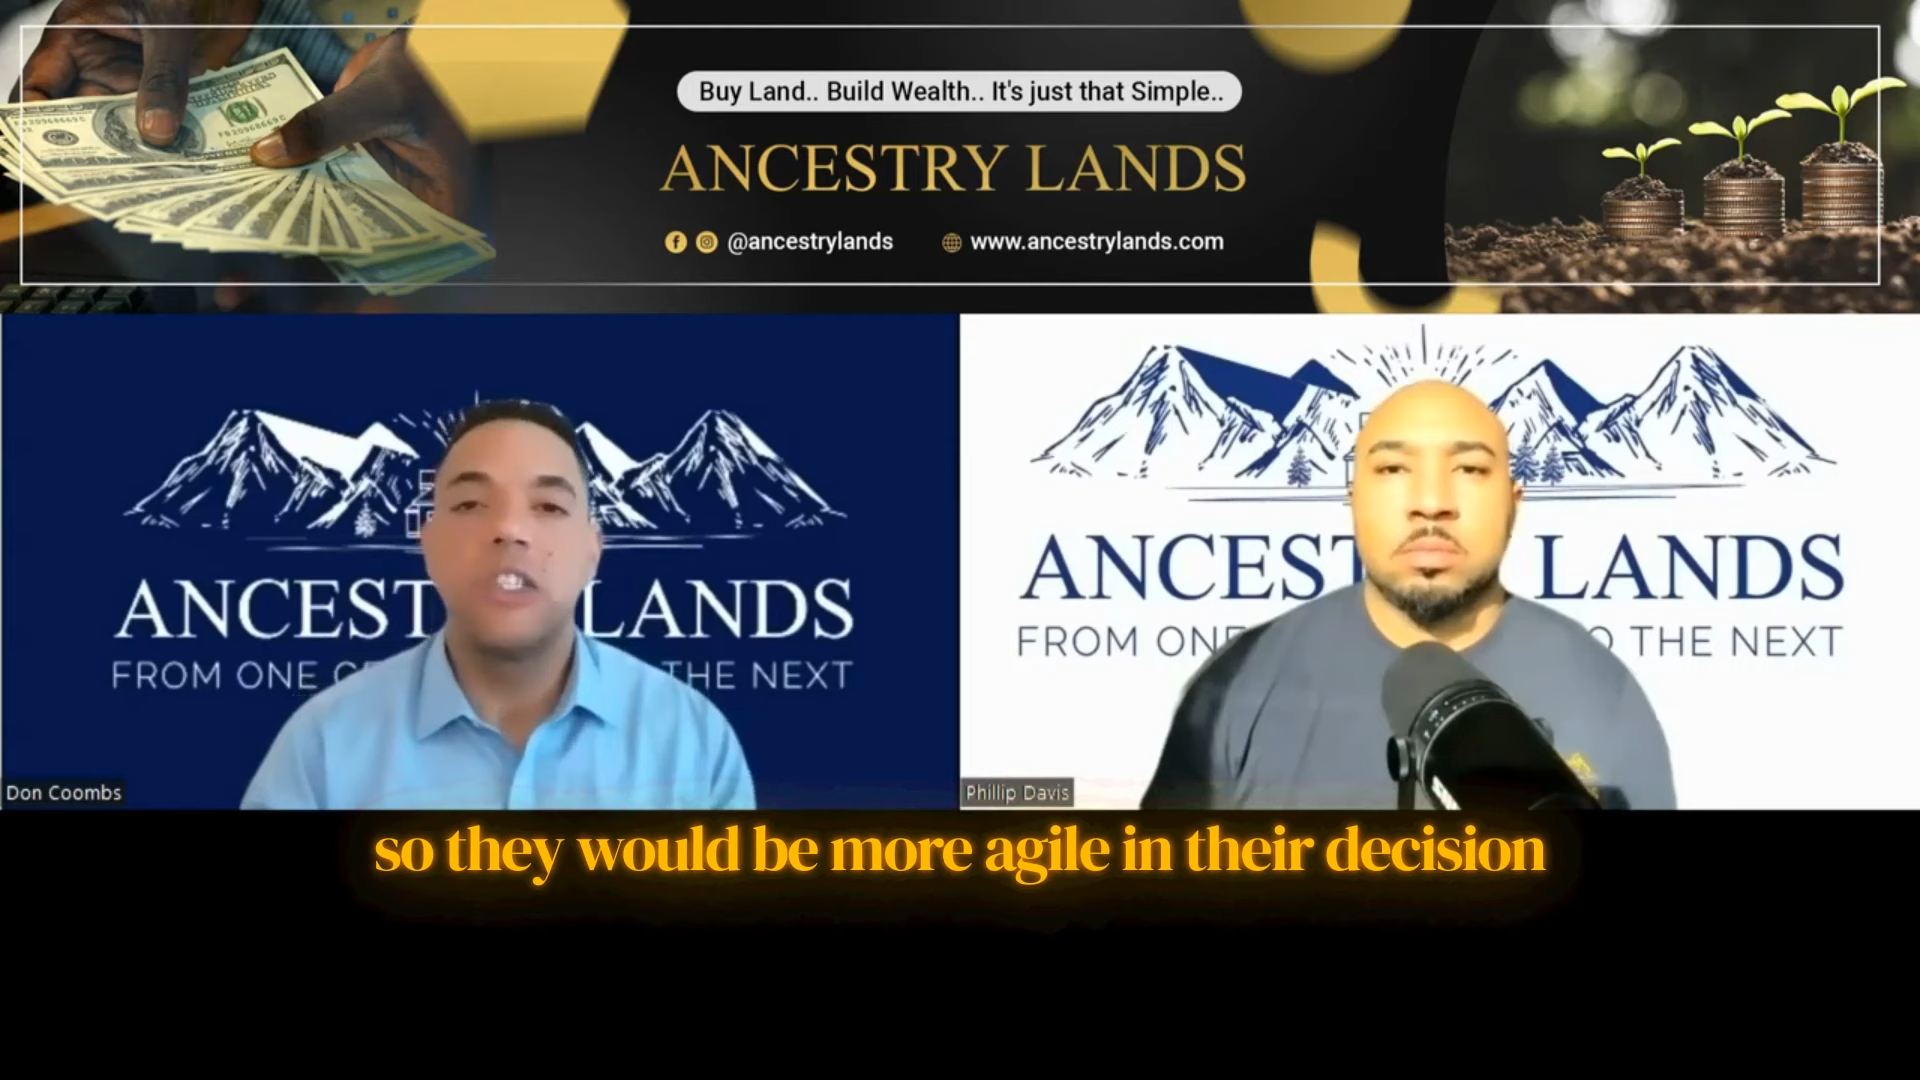 Buy Land.. Build Wealth.. It's just that Simple..
ANCESTRY LANDS
@ancestrylands www.ancestrylands.com
ANCEST LANDS
FROM ONE THE NEXT
Don Coombs
ANCEST LANDS
FROM ONE THE NEXT
Phillip Davis
so they would be more agile in their decision